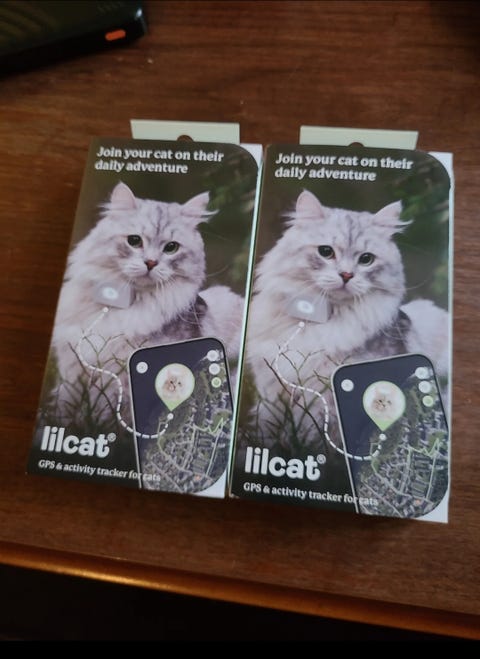 Join your cat on their
daily adventure
lilcat®
GPS & activity tracker for cats
Join your cat on their
daily adventure
lilcat®
GPS & activity tracker for cats